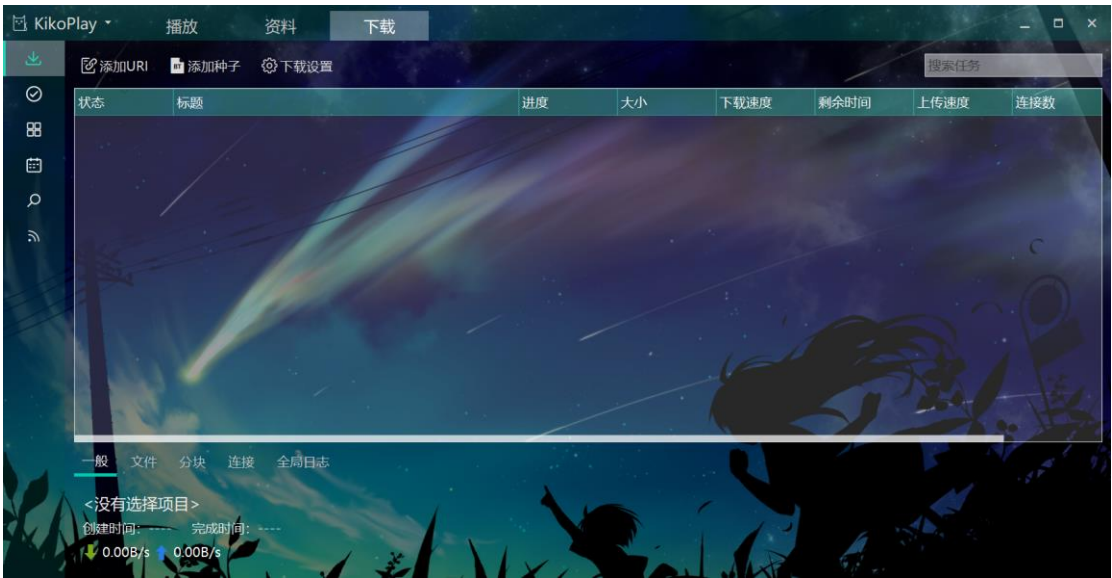 KikoPlay 播放 资料 下载
添加URI BT 添加种子 下载设置 搜索任务
状态 标题 进度 大小 下载速度 剩余时间 上传速度 连接数
一般 文件 分块 连接 全局日志
<没有选择项目>
创建时间: ---- 完成时间: ----
0.00B/s 0.00B/s